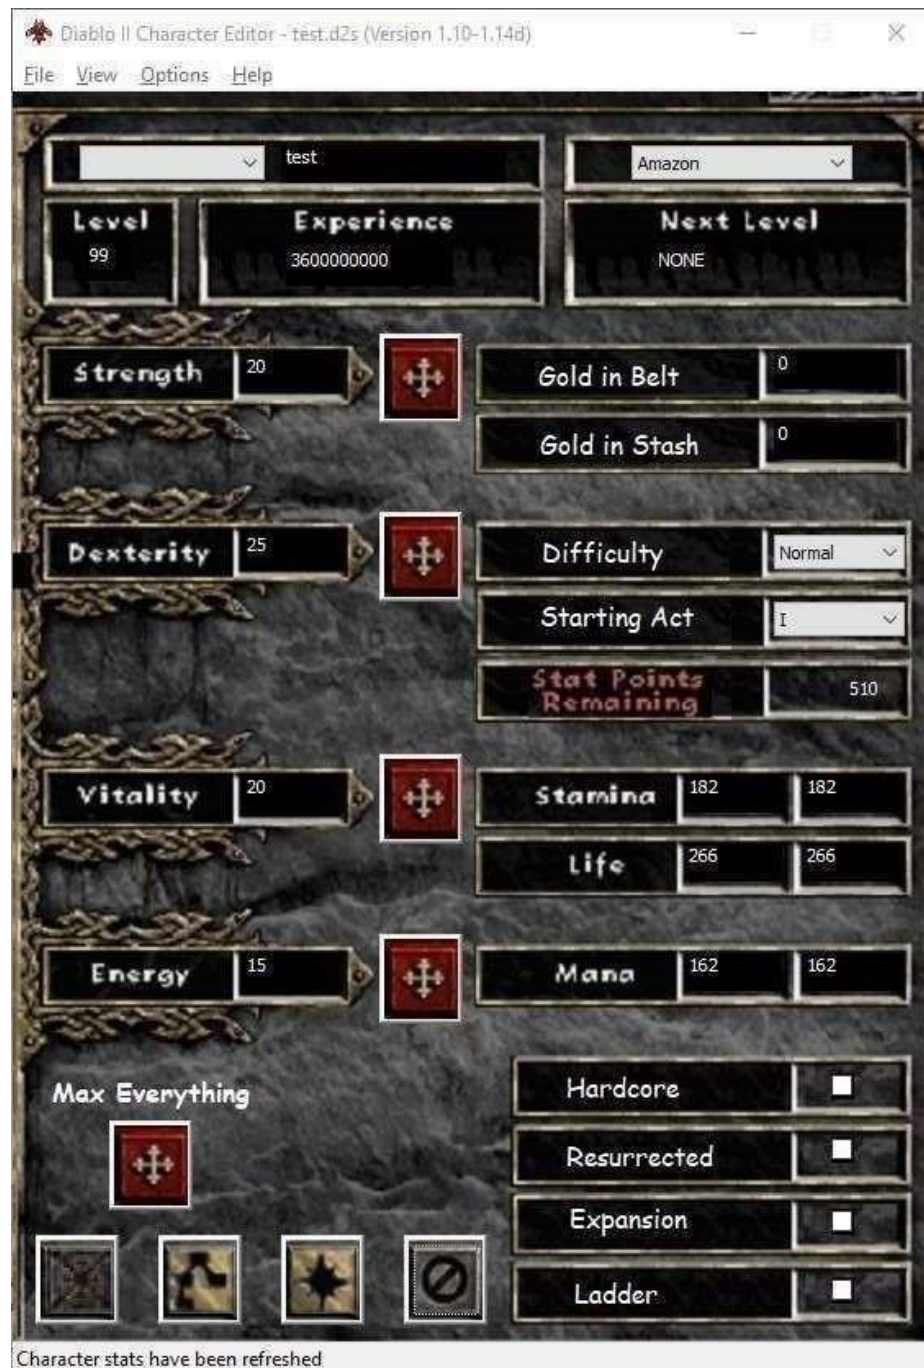 Diablo II Character Editor - test.d2s (Version 1.10-1.14d)
File View Options Help
test
Amazon
Level
99
Experience
3600000000
Next Level
NONE
Strength 20
Gold in Belt 0
Gold in Stash 0
Dexterity 25
Difficulty Normal
Starting Act I
Stat Points
Remaining
510
Vitality 20
Stamina 182 182
Life 266 266
Energy 15
Mana 162 162
Max Everything
Hardcore
Resurrected
Expansion
Ladder
Character stats have been refreshed